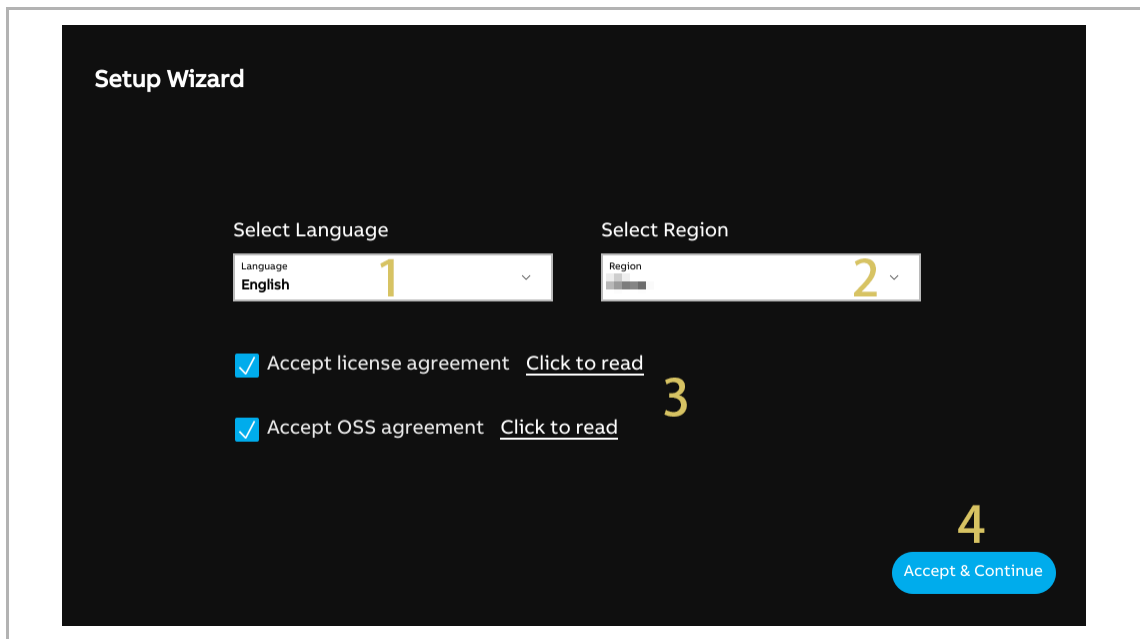 Setup Wizard
Select Language
Select Region
Language
English
1
Region
2
Accept license agreement Click to read
3
Accept OSS agreement Click to read
4
Accept & Continue